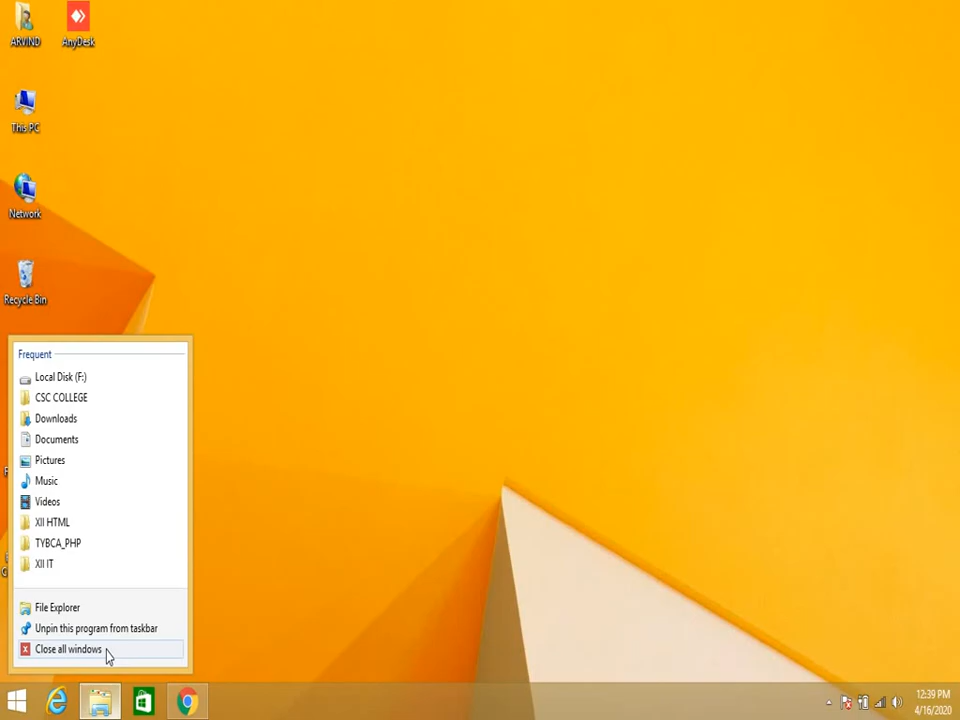 ARVIND
AnyDesk
This PC
Network
Recycle Bin
Frequent
Local Disk (F:)
CSC COLLEGE
Downloads
Documents
Pictures
Music
Videos
XII HTML
TYBCA_PHP
XII IT
File Explorer
Unpin this program from taskbar
Close all windows
12:39 PM
4/16/2020